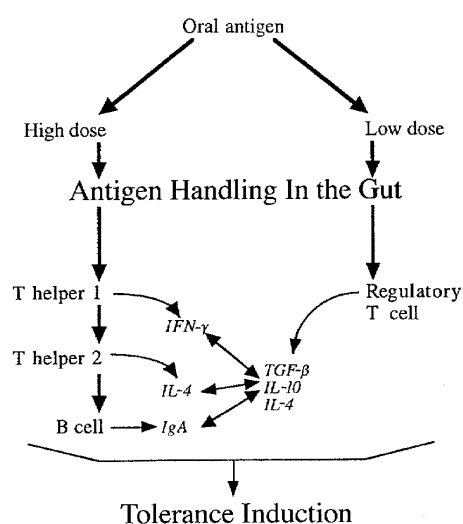 Oral antigen
High dose
Low dose
Antigen Handling In the Gut
T helper 1
Regulatory
T cell
IFN-γ
T helper 2
TGF-β
IL-4
IL-10
IL-4
B cell
IgA
Tolerance Induction